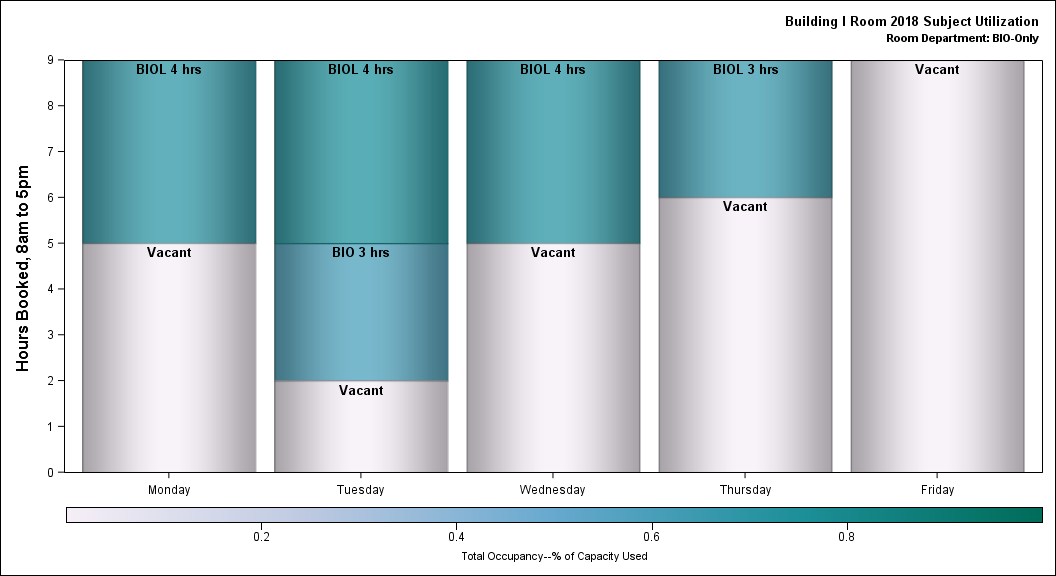 Building I Room 2018 Subject Utilization
Room Department: BIO-Only
Hours Booked, 8am to 5pm
9
8
7
6
5
4
3
2
1
0
BIOL 4 hrs
Vacant
BIOL 4 hrs
BIO 3 hrs
Vacant
BIOL 4 hrs
Vacant
BIOL 3 hrs
Vacant
Vacant
Monday Tuesday Wednesday Thursday Friday
0.2 0.4 0.6 0.8
Total Occupancy--% of Capacity Used